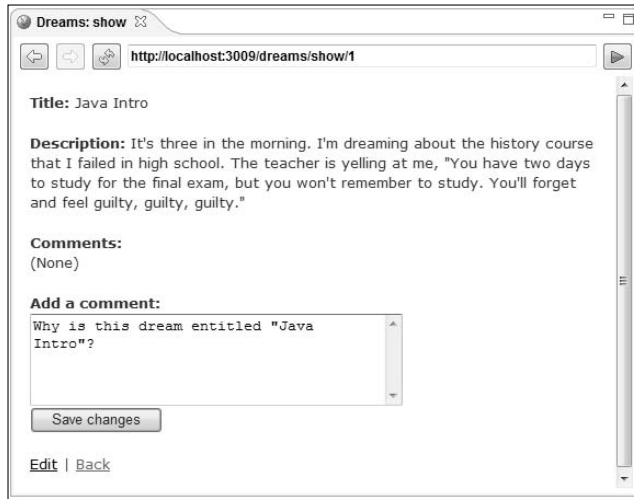 Dreams: show
http://localhost:3009/dreams/show/1
Title: Java Intro
Description: It's three in the morning. I'm dreaming about the history course
that I failed in high school. The teacher is yelling at me, "You have two days
to study for the final exam, but you won't remember to study. You'll forget
and feel guilty, guilty, guilty."
Comments:
(None)
Add a comment:
Why is this dream entitled "Java
Intro"?
Save changes
Edit | Back